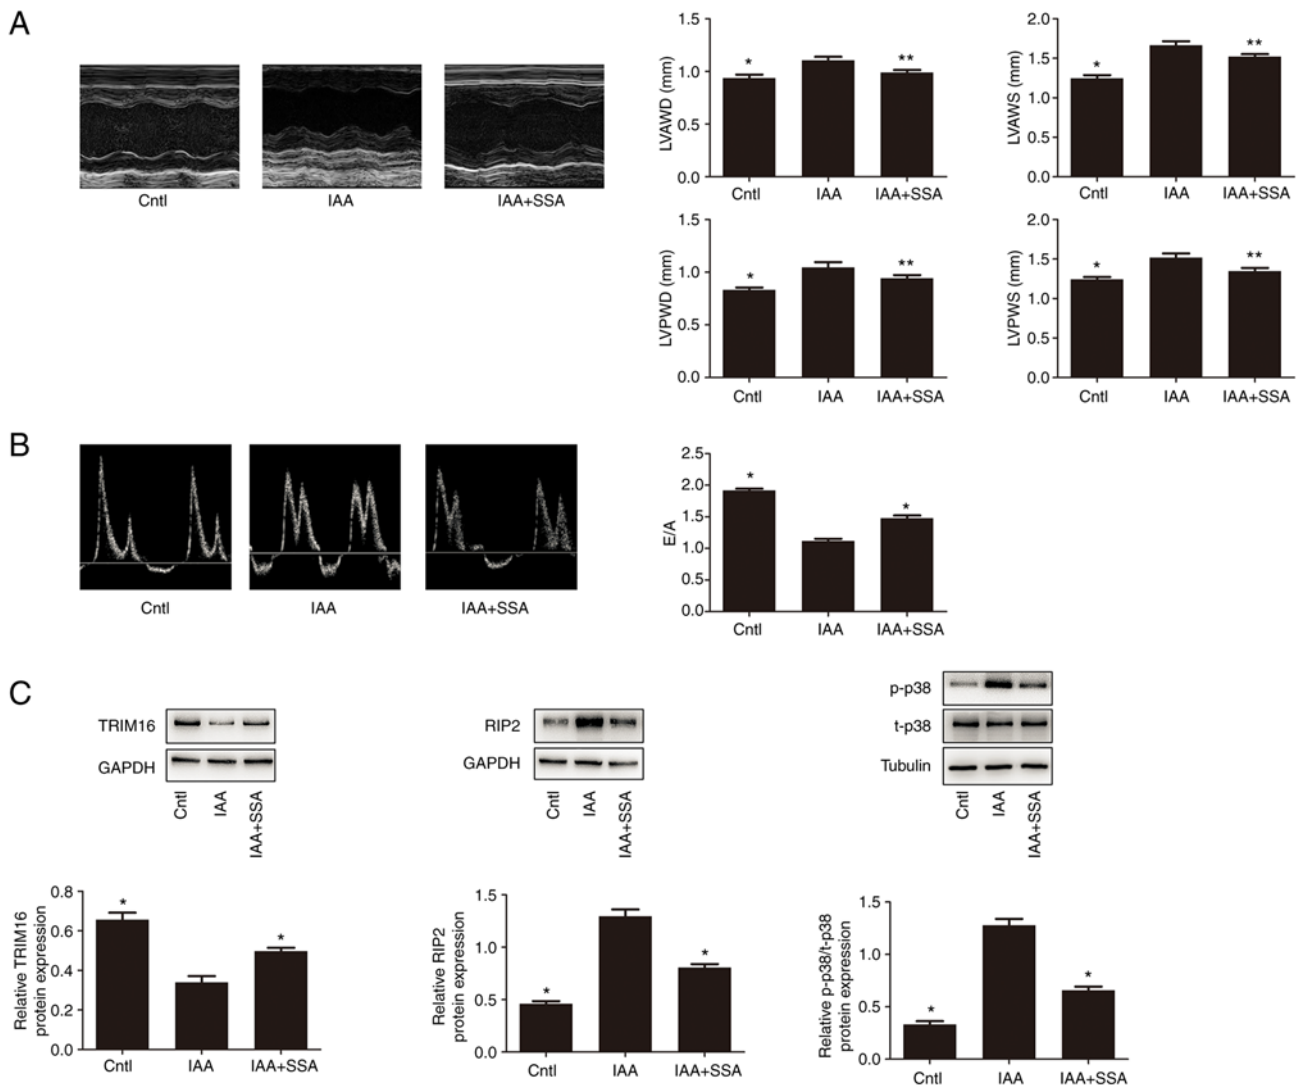 A
Cntl
IAA
IAA+SSA
LVAWD (mm)
1.5
1.0
0.5
0.0
*
**
Cntl
IAA
IAA+SSA
LVAWS (mm)
2.0
1.5
1.0
0.5
0.0
*
**
Cntl
IAA
IAA+SSA
LVPWD (mm)
1.5
1.0
0.5
0.0
*
**
Cntl
IAA
IAA+SSA
LVPWS (mm)
2.0
1.5
1.0
0.5
0.0
*
**
Cntl
IAA
IAA+SSA
B
Cntl
IAA
IAA+SSA
E/A
2.5
2.0
1.5
1.0
0.5
0.0
*
*
Cntl
IAA
IAA+SSA
C
TRIM16
GAPDH
Cntl
IAA
IAA+SSA
RIP2
GAPDH
Cntl
IAA
IAA+SSA
p-p38
t-p38
Tubulin
Cntl
IAA
IAA+SSA
Relative TRIM16
protein expression
0.8
0.6
0.4
0.2
0.0
*
*
Cntl
IAA
IAA+SSA
Relative RIP2
protein expression
1.5
1.0
0.5
0.0
*
*
Cntl
IAA
IAA+SSA
Relative p-p38/t-p38
protein expression
1.5
1.0
0.5
0.0
*
*
Cntl
IAA
IAA+SSA